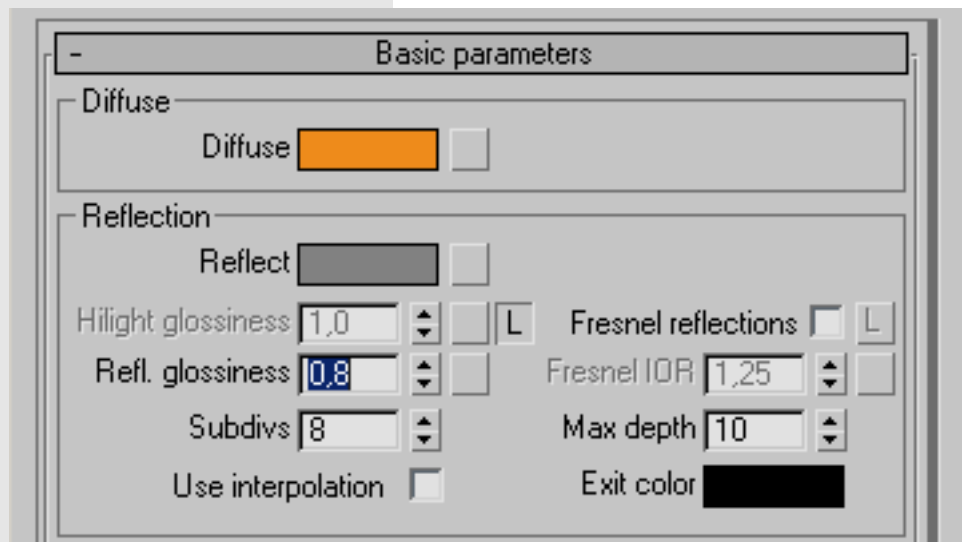 - Basic parameters
Diffuse
Diffuse
Reflection
Reflect
Hilight glossiness 1,0 L Fresnel reflections L
Refl. glossiness 0,8 Fresnel IOR 1,25
Subdivs 8 Max depth 10
Use interpolation Exit color